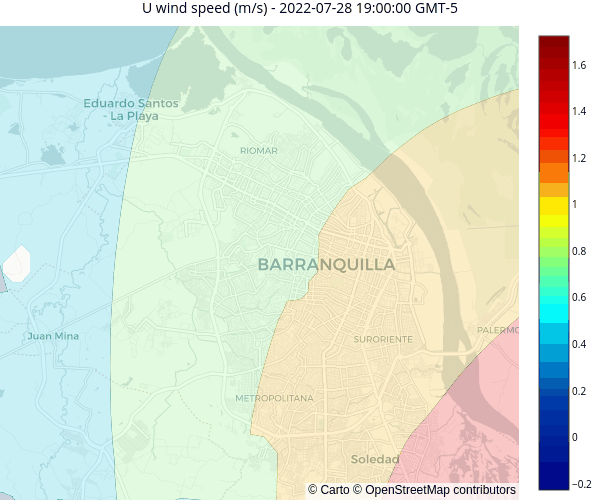 U wind speed (m/s) - 2022-07-28 19:00:00 GMT-5
Eduardo Santos
- La Playa
RIOMAR
BARRANQUILLA
Juan Mina
SURORIENTE
PALERMO
METROPOLITANA
Soledad
© Carto © OpenStreetMap contributors
1.6
1.4
1.2
1
0.8
0.6
0.4
0.2
0
−0.2